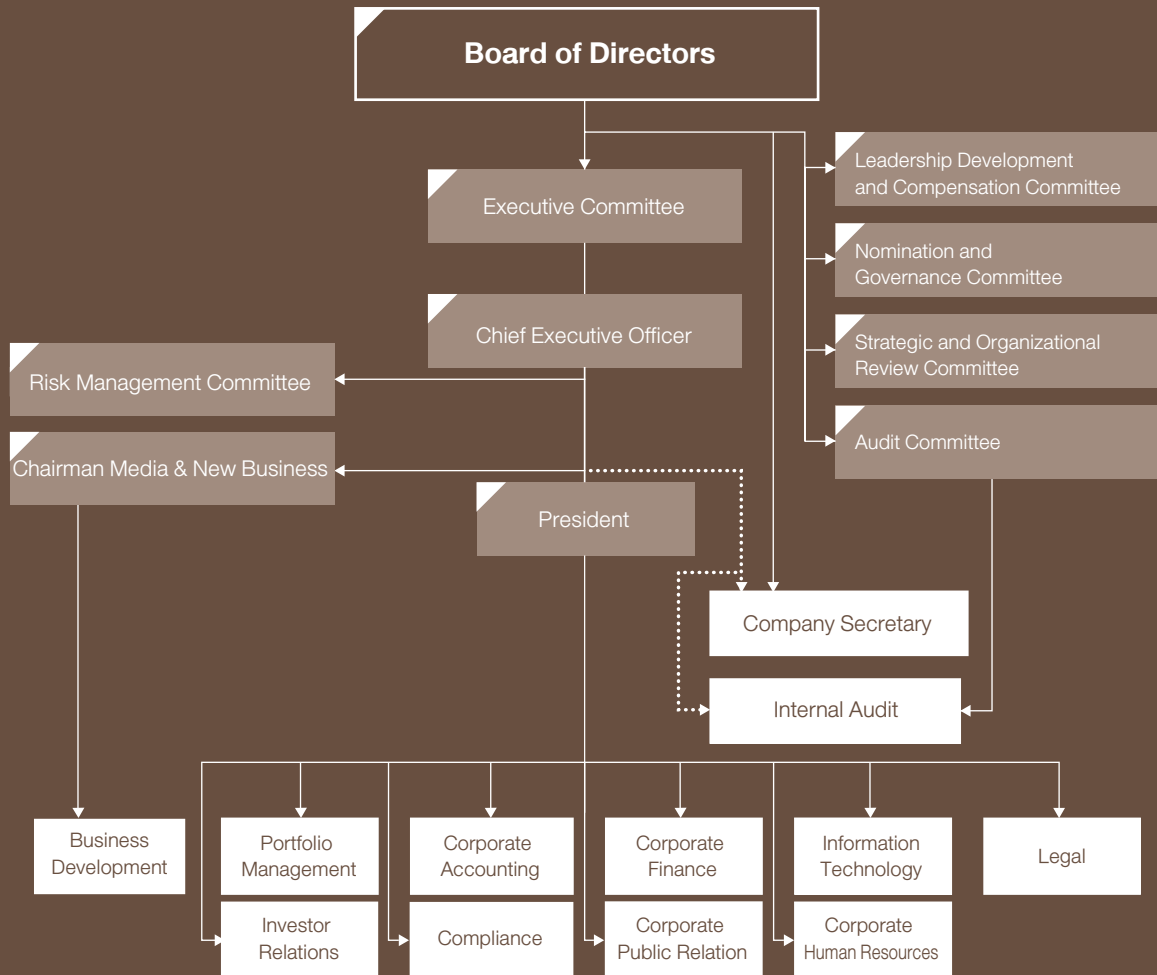 Board of Directors
Leadership Development
and Compensation Committee
Executive Committee
Nomination and
Governance Committee
Chief Executive Officer
Strategic and Organizational
Review Committee
Risk Management Committee
Audit Committee
Chairman Media & New Business
President
Company Secretary
Internal Audit
Business
Development
Portfolio
Management
Corporate
Accounting
Corporate
Finance
Information
Technology
Legal
Investor
Relations
Compliance
Corporate
Public Relation
Corporate
Human Resources